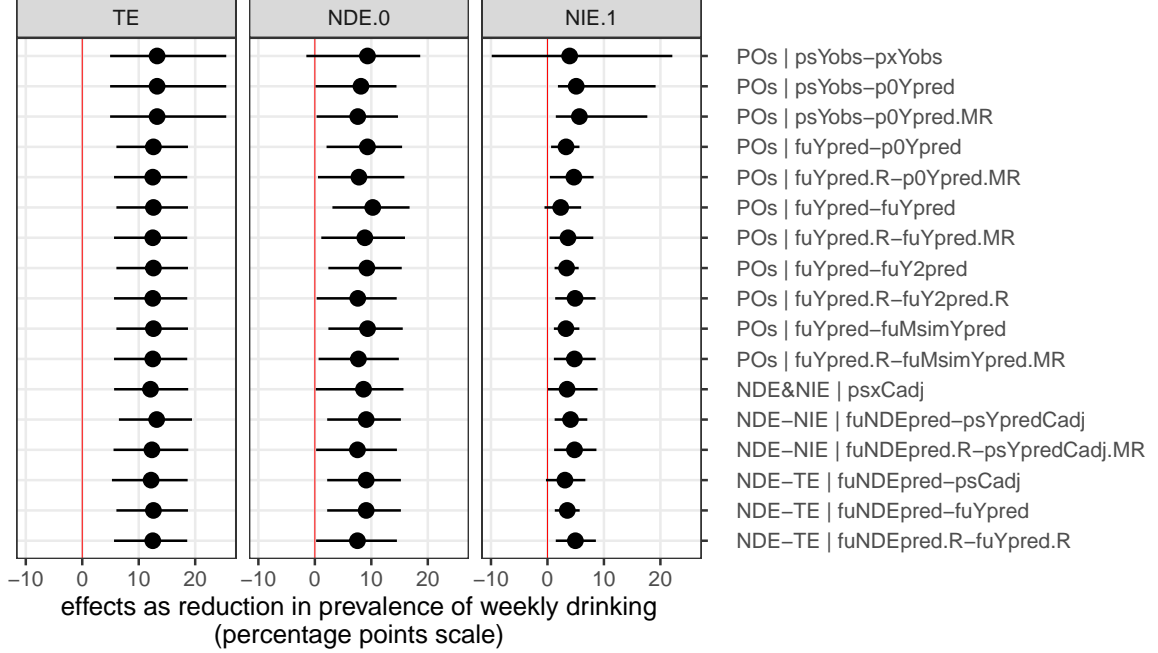 TE NDE.0 NIE.1
POs | psYobs−pxYobs
POs | psYobs−p0Ypred
POs | psYobs−p0Ypred.MR
POs | fuYpred−p0Ypred
POs | fuYpred.R−p0Ypred.MR
POs | fuYpred−fuYpred
POs | fuYpred.R−fuYpred.MR
POs | fuYpred−fuY2pred
POs | fuYpred.R−fuY2pred.R
POs | fuYpred−fuMsimYpred
POs | fuYpred.R−fuMsimYpred.MR
NDE&NIE | psxCadj
NDE−NIE | fuNDEpred−psYpredCadj
NDE−NIE | fuNDEpred.R−psYpredCadj.MR
NDE−TE | fuNDEpred−psCadj
NDE−TE | fuNDEpred−fuYpred
NDE−TE | fuNDEpred.R−fuYpred.R
−10 0 10 20 −10 0 10 20 −10 0 10 20
effects as reduction in prevalence of weekly drinking
(percentage points scale)